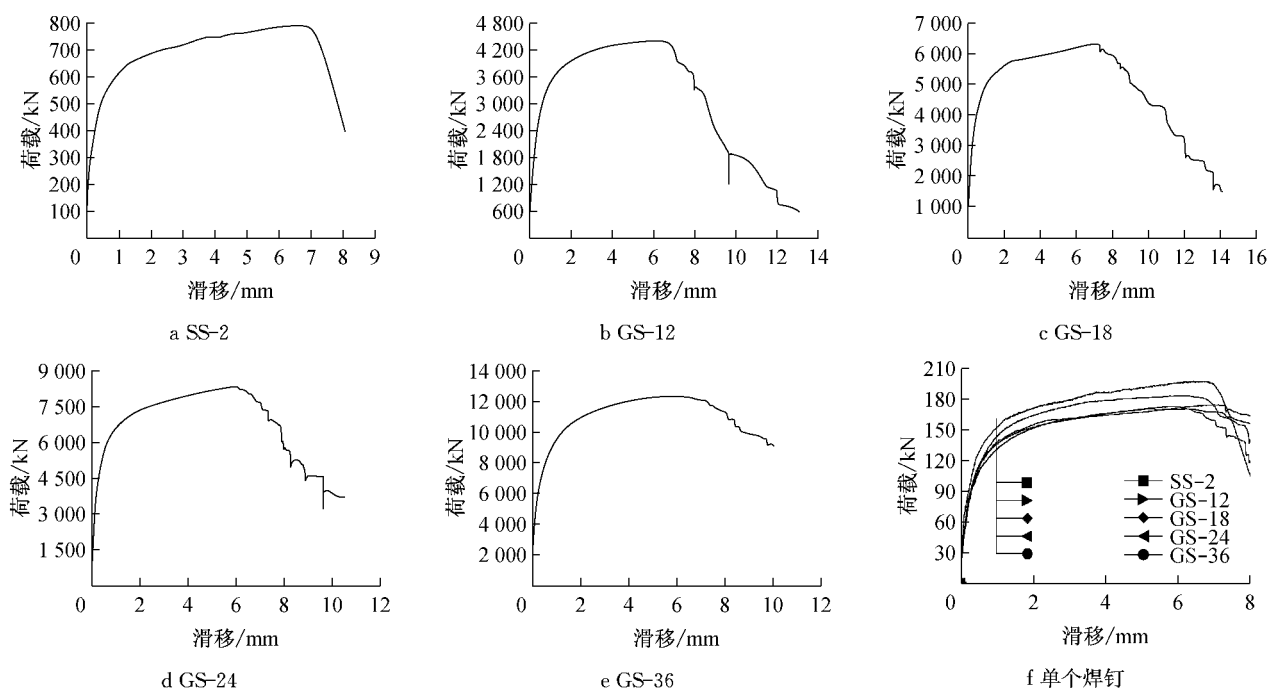 800
700
600
500
400
300
200
100
荷载/kN
0 1 2 3 4 5 6 7 8 9
滑移/mm
a SS-2
4 800
4 200
3 600
3 000
2 400
1 800
1 200
600
荷载/kN
0 2 4 6 8 10 12 14
滑移/mm
b GS-12
7 000
6 000
5 000
4 000
3 000
2 000
1 000
荷载/kN
0 2 4 6 8 10 12 14 16
滑移/mm
c GS-18
9 000
7 500
6 000
4 500
3 000
1 500
荷载/kN
0 2 4 6 8 10 12
滑移/mm
d GS-24
14 000
12 000
10 000
8 000
6 000
4 000
2 000
荷载/kN
0 2 4 6 8 10 12
滑移/mm
e GS-36
210
180
150
120
90
60
30
荷载/kN
SS-2
GS-12
GS-18
GS-24
GS-36
0 2 4 6 8
滑移/mm
f 单个焊钉